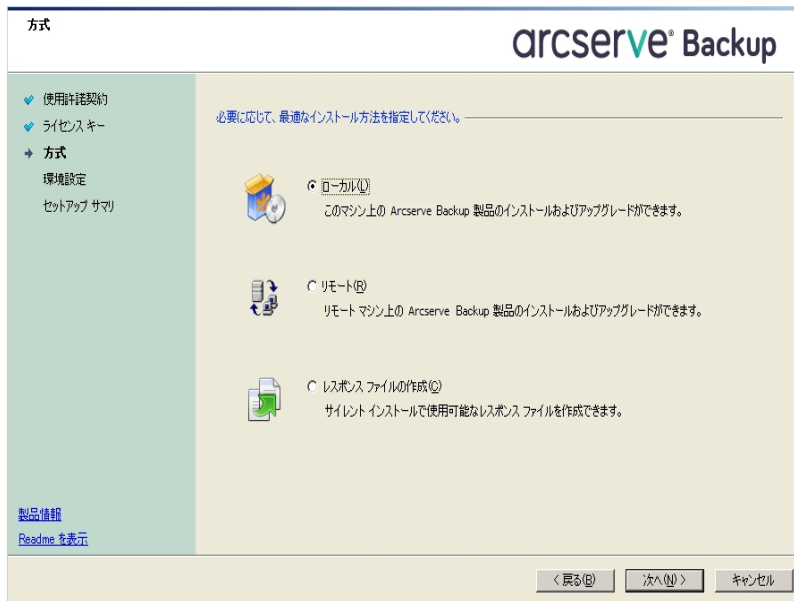 方式
arcserve® Backup
使用許諾契約
ライセンス キー
方式
環境設定
セットアップ サマリ
必要に応じて、最適なインストール方法を指定してください。
ローカル(L)
このマシン上の Arcserve Backup 製品のインストールおよびアップグレードができます。
リモート(R)
リモート マシン上の Arcserve Backup 製品のインストールおよびアップグレードができます。
レスポンス ファイルの作成(C)
サイレント インストールで使用可能なレスポンス ファイルを作成できます。
製品情報
Readme を表示
< 戻る(B)
次へ(N) >
キャンセル